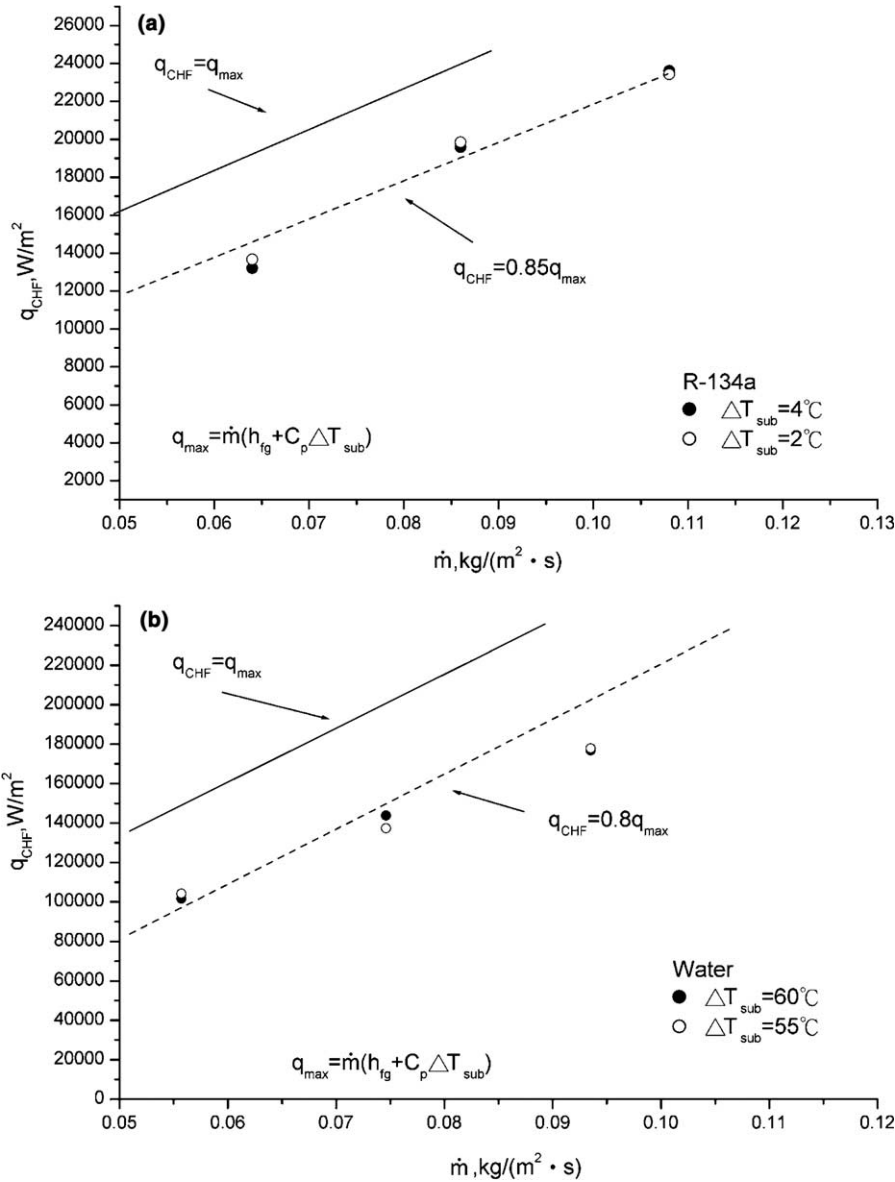 (a)
26000
24000
22000
20000
18000
16000
14000
12000
10000
8000
6000
4000
2000
q_CHF, W/m²
q_CHF=q_max
q_CHF=0.85q_max
R-134a
● △T_sub=4℃
○ △T_sub=2℃
q_max=ṁ(h_fg+C_p△T_sub)
0.05 0.06 0.07 0.08 0.09 0.10 0.11 0.12 0.13
ṁ,kg/(m²·s)
(b)
240000
220000
200000
180000
160000
140000
120000
100000
80000
60000
40000
20000
0
q_CHF, W/m²
q_CHF=q_max
q_CHF=0.8q_max
Water
● △T_sub=60℃
○ △T_sub=55℃
q_max=ṁ(h_fg+C_p△T_sub)
0.05 0.06 0.07 0.08 0.09 0.10 0.11 0.12
ṁ,kg/(m²·s)